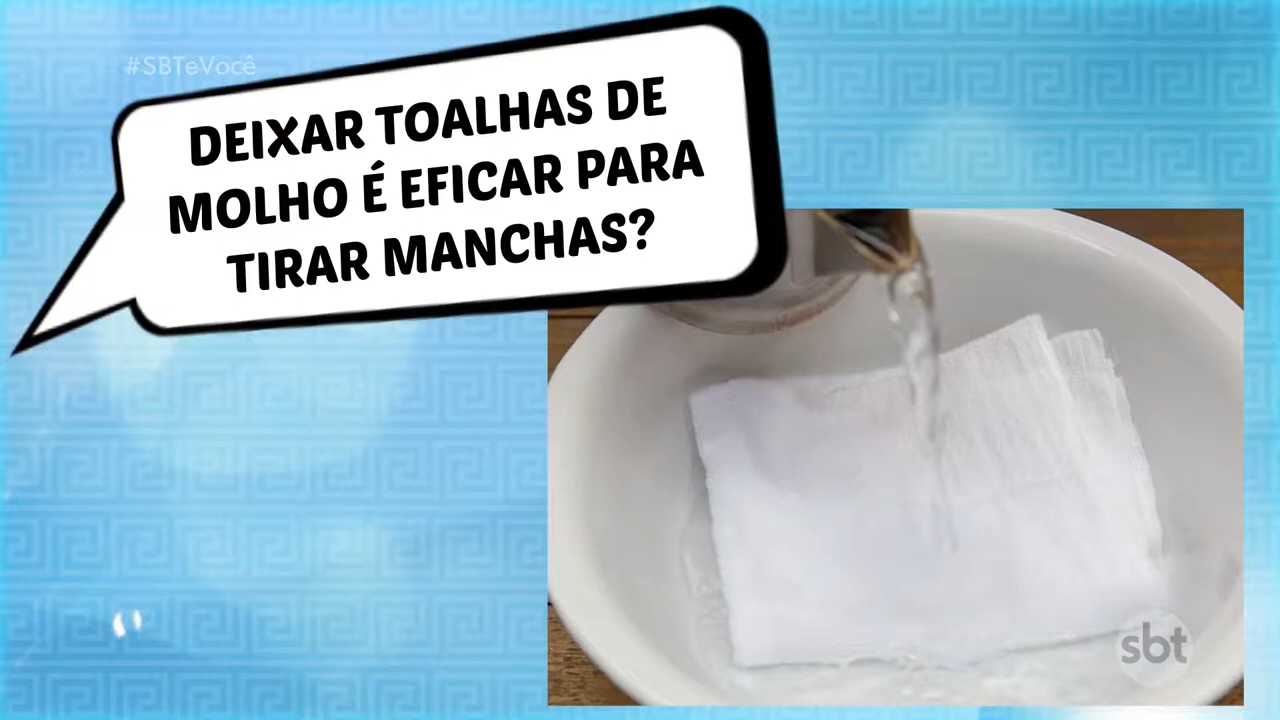 #SBTeVocê
DEIXAR TOALHAS DE
MOLHO É EFICAR PARA
TIRAR MANCHAS?
sbt